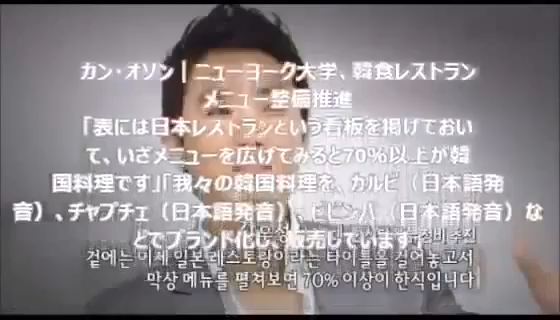 カン・オソン｜ニューヨーク大学、韓食レストラン
メニュー整備推進
「表には日本レストランという看板を掲げておい
て、いざメニューを広げてみると70%以上が韓
国料理です」「我々の韓国料理を、カルビ（日本語発
音）、チャプチェ（日本語発音）、ビビンバ（日本語発音）な
どでブランド化し、販売しています」
정비추진
겉에는 이제 일본 레스토랑이라는 타이틀을 걸어놓고서
막상 메뉴를 펼쳐보면 70% 이상이 한식입니다